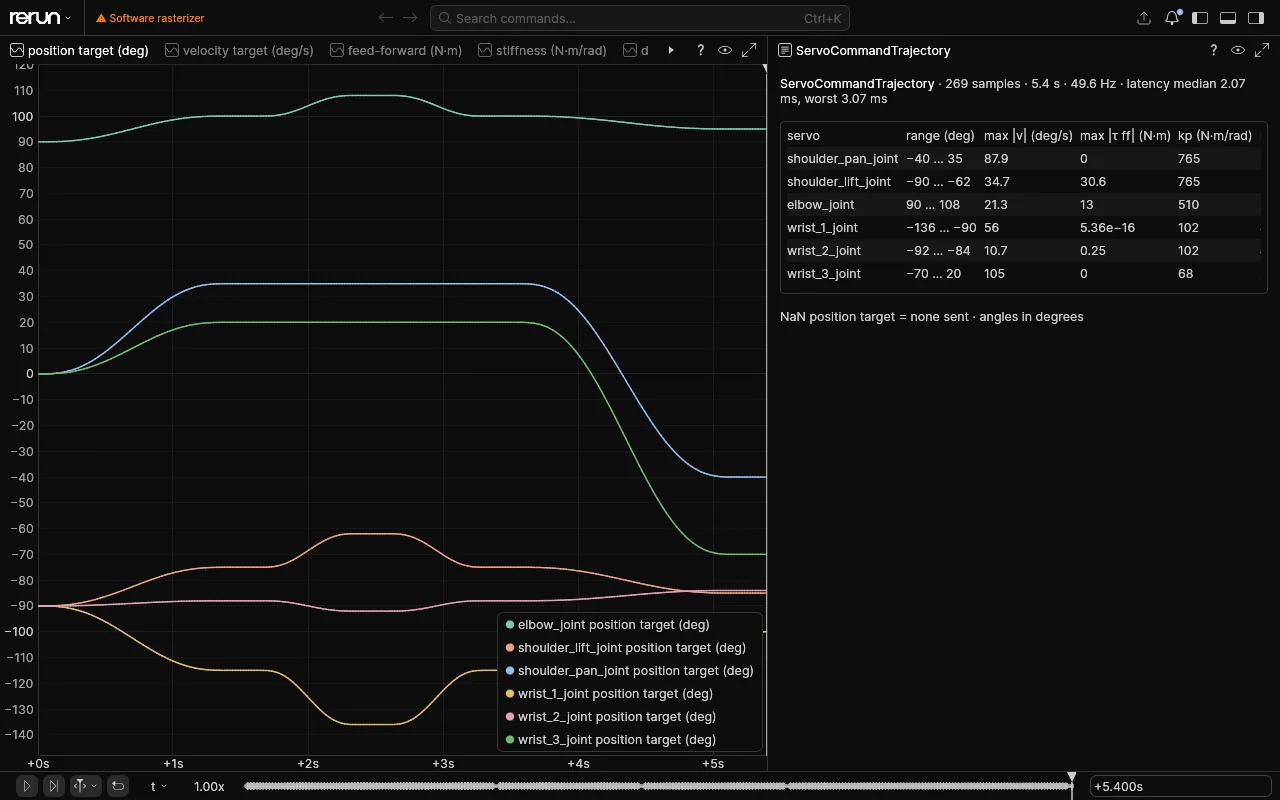 rerun
Software rasterizer
Search commands...
Ctrl+K
position target (deg)
velocity target (deg/s)
feed-forward (N·m)
stiffness (N·m/rad)
d
?
ServoCommandTrajectory
?
120
110
100
90
80
70
60
50
40
30
20
10
0
−10
−20
−30
−40
−50
−60
−70
−80
−90
−100
−110
−120
−130
−140
+0s
+1s
+2s
+3s
+4s
+5s
elbow_joint position target (deg)
shoulder_lift_joint position target (deg)
shoulder_pan_joint position target (deg)
wrist_1_joint position target (deg)
wrist_2_joint position target (deg)
wrist_3_joint position target (deg)
ServoCommandTrajectory · 269 samples · 5.4 s · 49.6 Hz · latency median 2.07
ms, worst 3.07 ms
servo range (deg) max |v| (deg/s) max |τ ff| (N·m) kp (N·m/rad)
shoulder_pan_joint −40 … 35 87.9 0 765
shoulder_lift_joint −90 … −62 34.7 30.6 765
elbow_joint 90 … 108 21.3 13 510
wrist_1_joint −136 … −90 56 5.36e−16 102
wrist_2_joint −92 … −84 10.7 0.25 102
wrist_3_joint −70 … 20 105 0 68
NaN position target = none sent · angles in degrees
t
1.00x
+5.400s